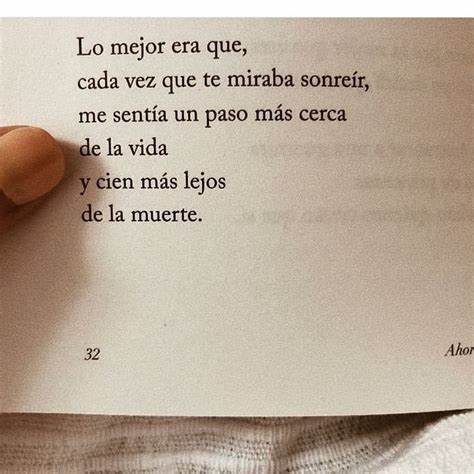 Lo mejor era que,
cada vez que te miraba sonreír,
me sentía un paso más cerca
de la vida
y cien más lejos
de la muerte.
32
Ahor